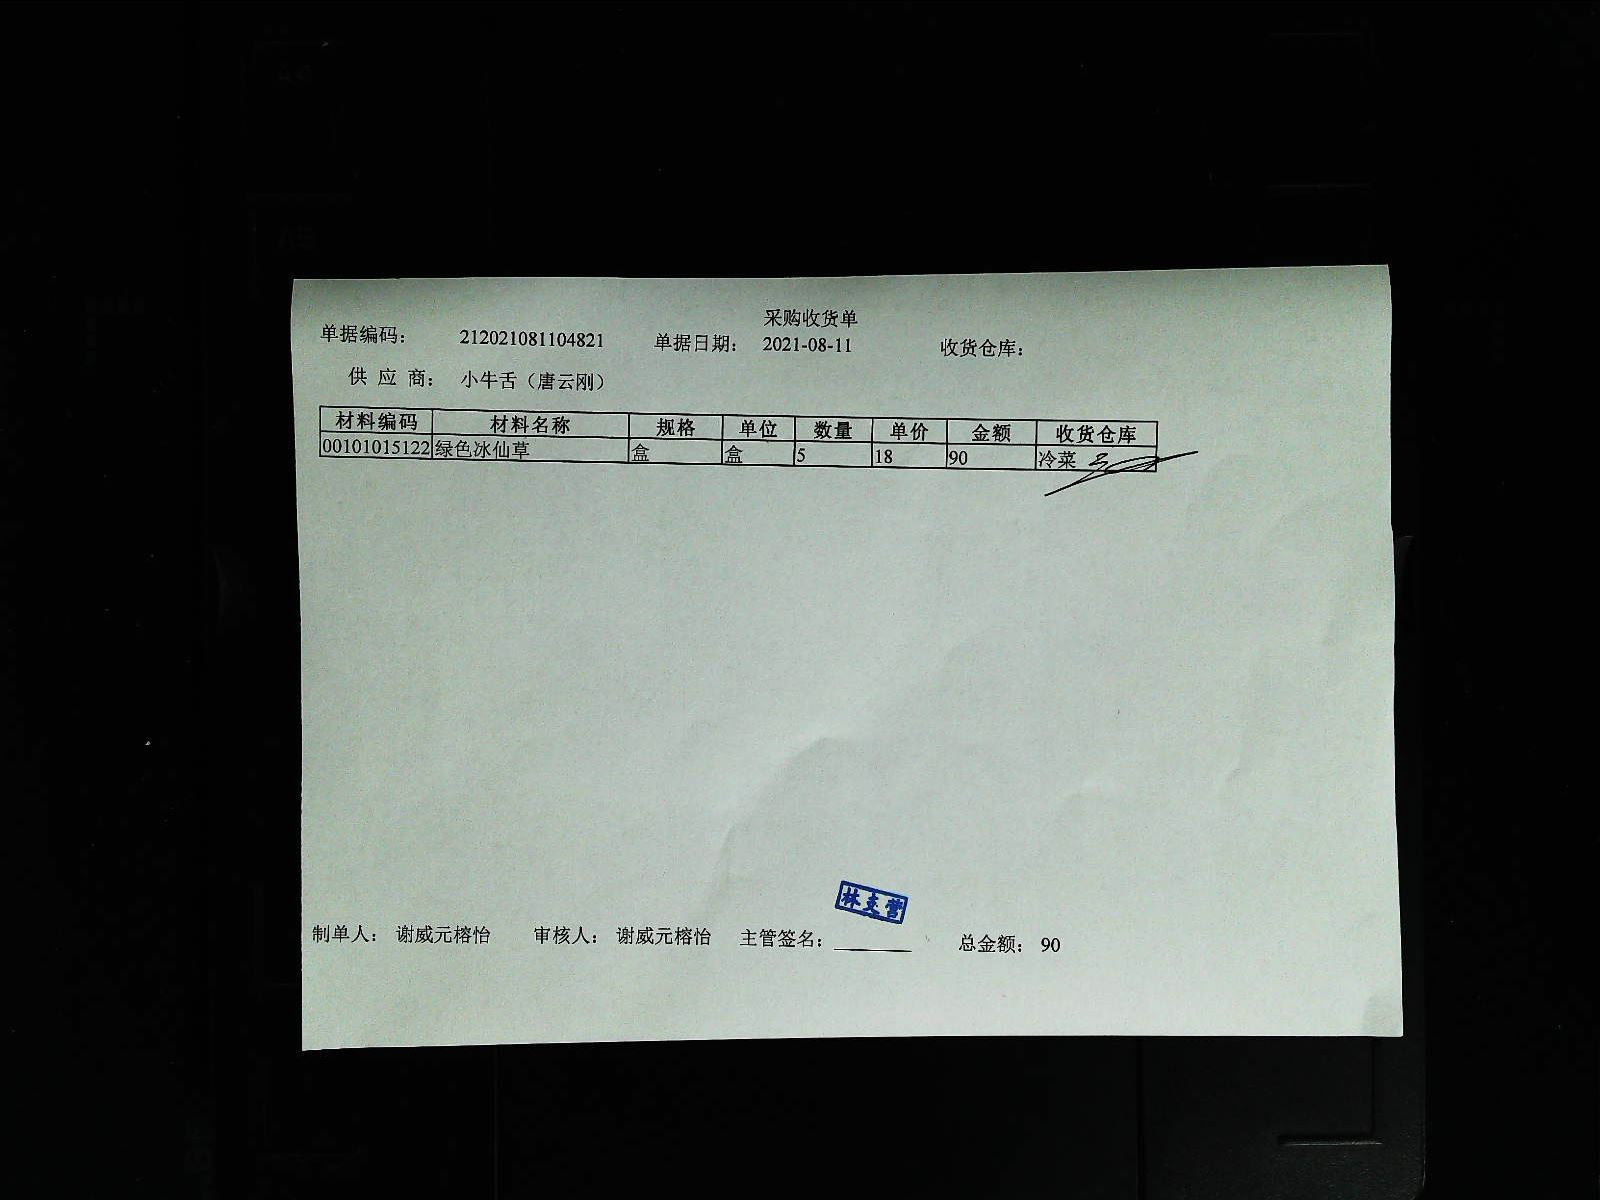 采购收货单
单据编码: 212021081104821 单据日期: 2021-08-11 收货仓库:
供 应 商: 小牛舌（唐云刚）
材料编码 材料名称 规格 单位 数量 单价 金额 收货仓库
00101015122 绿色冰仙草 盒 盒 5 18 90 冷菜
制单人: 谢威元榕怡 审核人: 谢威元榕怡 主管签名: 总金额: 90